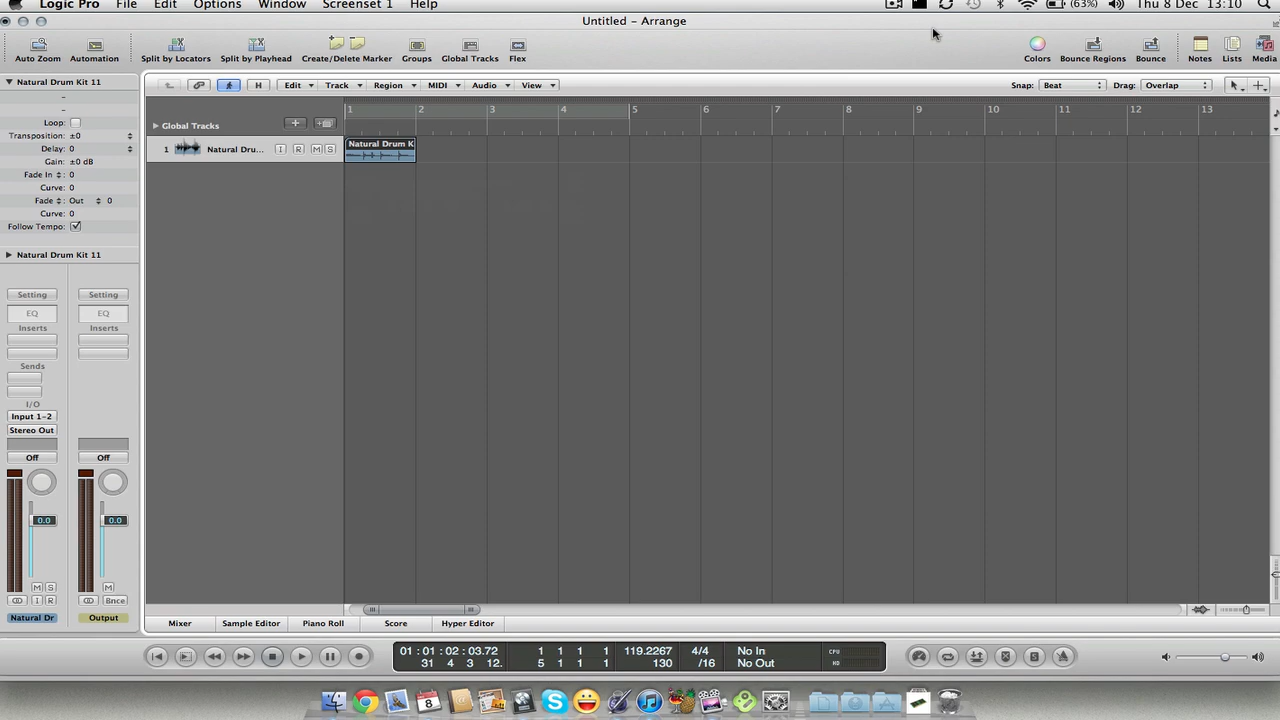 Logic Pro File Edit Options Window Screenset 1 Help (63%) Thu 8 Dec 13:10
Untitled – Arrange
Auto Zoom Automation Split by Locators Split by Playhead Create/Delete Marker Groups Global Tracks Flex Colors Bounce Regions Bounce Notes Lists Media
Natural Drum Kit 11 H Edit Track Region MIDI Audio View Snap: Beat Drag: Overlap
–
–
1 2 3 4 5 6 7 8 9 10 11 12 13
Loop:
Global Tracks +
Transposition: ±0
Delay: 0
1 Natural Dru... I R M S Natural Drum K
Gain: ±0 dB
Fade In : 0
Curve: 0
Fade : Out 0
Curve: 0
Follow Tempo:
Natural Drum Kit 11
Setting Setting
EQ EQ
Inserts Inserts
Sends
I/O
Input 1-2
Stereo Out
Off Off
0.0 0.0
M S M
I R Bnce
Natural Dr Output
Mixer Sample Editor Piano Roll Score Hyper Editor
01 : 01 : 02 : 03.72 1 1 1 1 119.2267 4/4 No In CPU
31 4 3 12. 5 1 1 1 130 /16 No Out HD
S
8